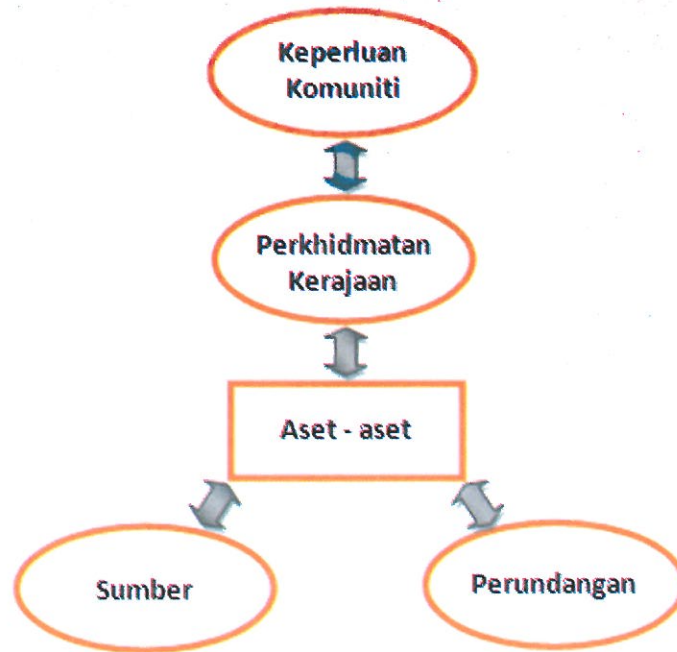 Keperluan
Komuniti
Perkhidmatan
Kerajaan
Aset - aset
Sumber
Perundangan